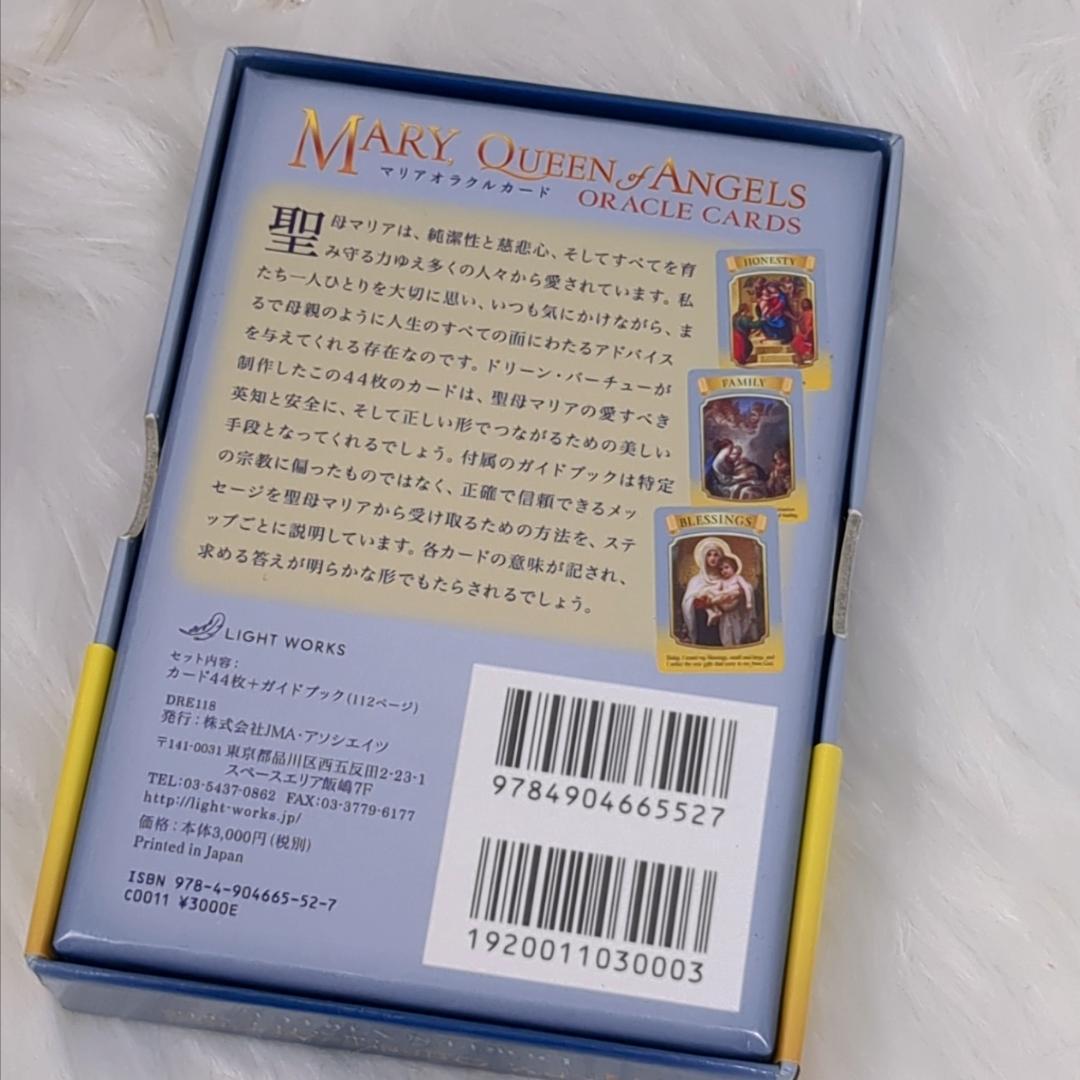 MARY, QUEEN of ANGELS
マリアオラクルカード
ORACLE CARDS
聖母マリアは、純潔性と慈悲心、そしてすべてを育
み守る力ゆえ多くの人々から愛されています。私
たち一人ひとりを大切に思い、いつも気にかけながら、ま
るで母親のように人生のすべての面にわたるアドバイス
を与えてくれる存在なのです。ドリーン・バーチューが
制作したこの44枚のカードは、聖母マリアの愛すべき
英知と安全に、そして正しい形でつながるための美しい
手段となってくれるでしょう。付属のガイドブックは特定
の宗教に偏ったものではなく、正確で信頼できるメッ
セージを聖母マリアから受け取るための方法を、ステ
ップごとに説明しています。各カードの意味が記され、
求める答えが明らかな形でもたらされるでしょう。
HONESTY
FAMILY
BLESSINGS
LIGHT WORKS
セット内容:
カード44枚+ガイドブック(112ページ)
DRE118
発行:株式会社JMA・アソシエイツ
〒141-0031 東京都品川区西五反田2-23-1
スペースエリア飯嶋7F
TEL:03-5437-0862 FAX:03-3779-6177
http://light-works.jp/
価格:本体3,000円(税別)
Printed in Japan
ISBN 978-4-904665-52-7
C0011 ¥3000E
9784904665527
1920011030003